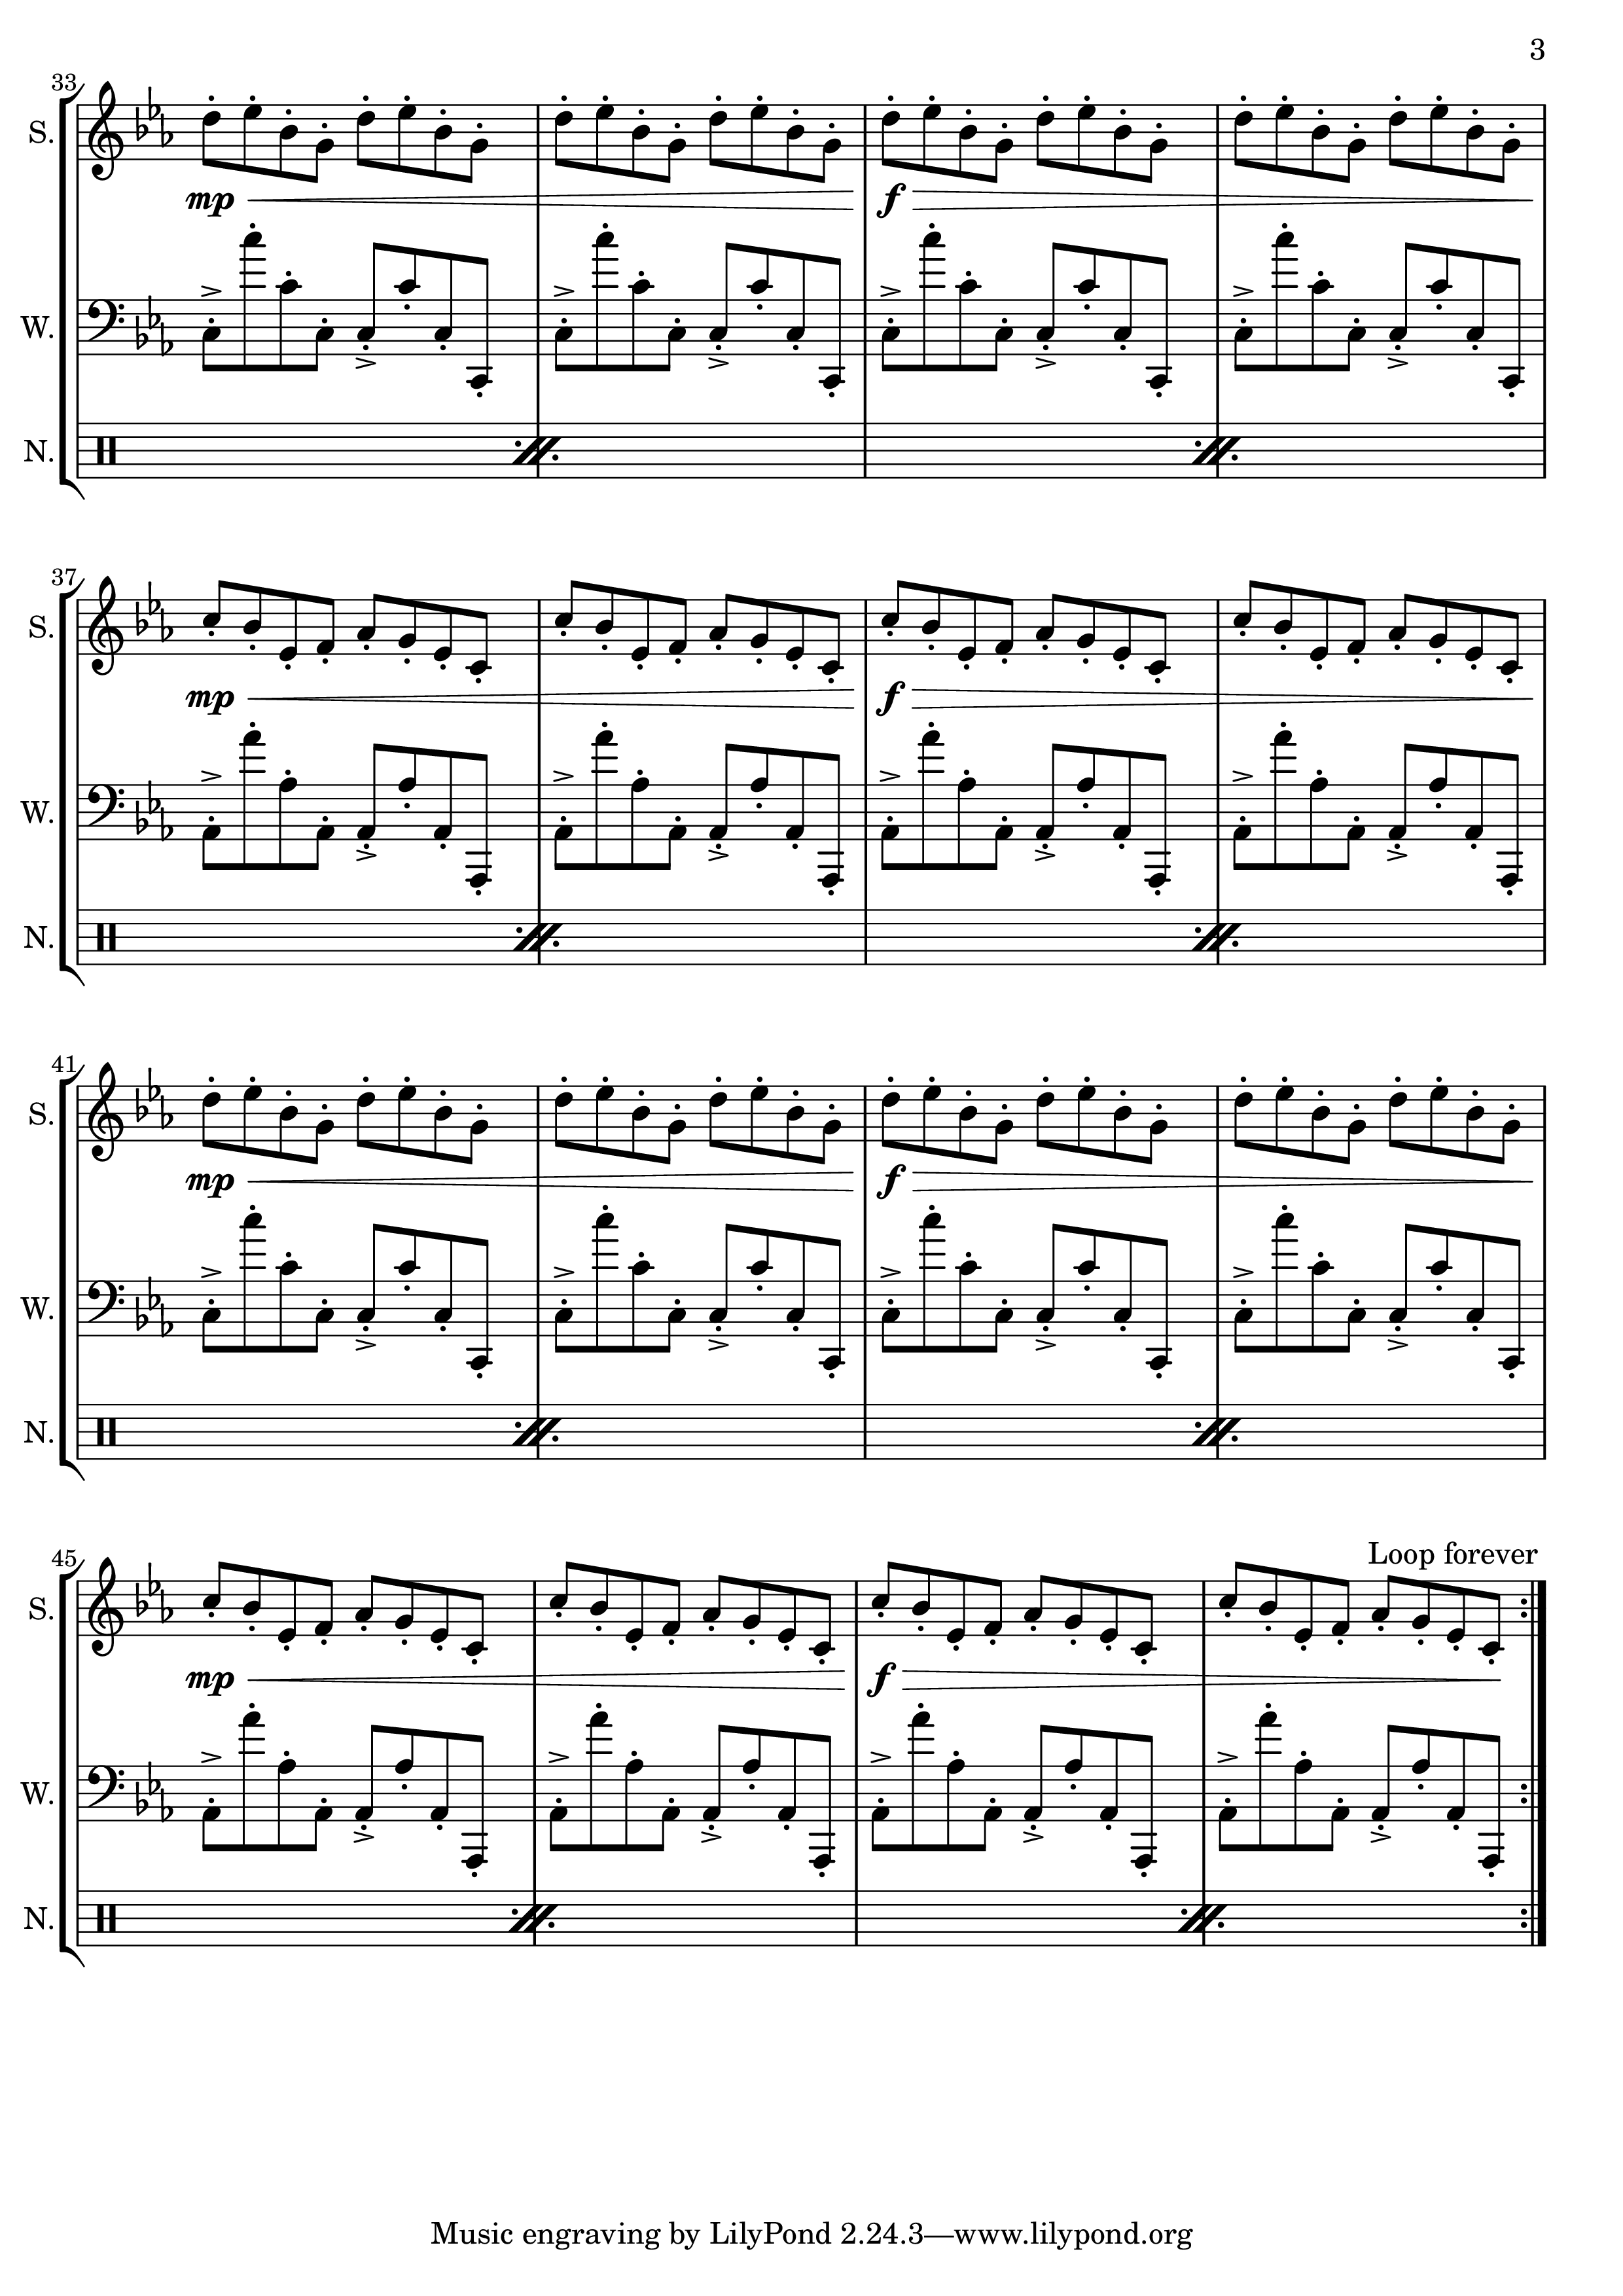 3
33
S.
mp
f
W.
N.
37
S.
mp
f
W.
N.
41
S.
mp
f
W.
N.
45
Loop forever
S.
mp
f
W.
N.
Music engraving by LilyPond 2.24.3—www.lilypond.org